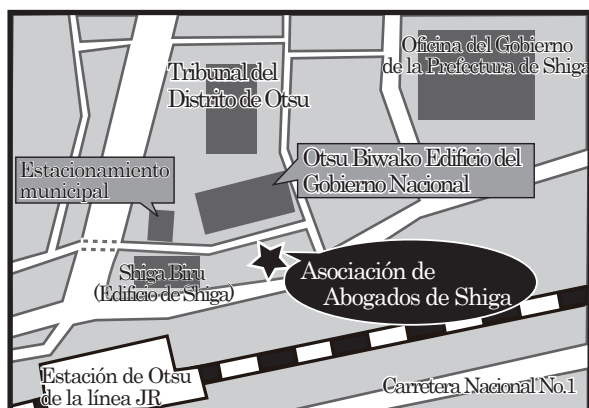 Oficina del Gobierno
de la Prefectura de Shiga
Tribunal del
Distrito de Otsu
Otsu Biwako Edificio del
Gobierno Nacional
Estacionamiento
municipal
Shiga Biru
(Edificio de Shiga)
Asociación de
Abogados de Shiga
Estación de Otsu
de la línea JR
Carretera Nacional No.1